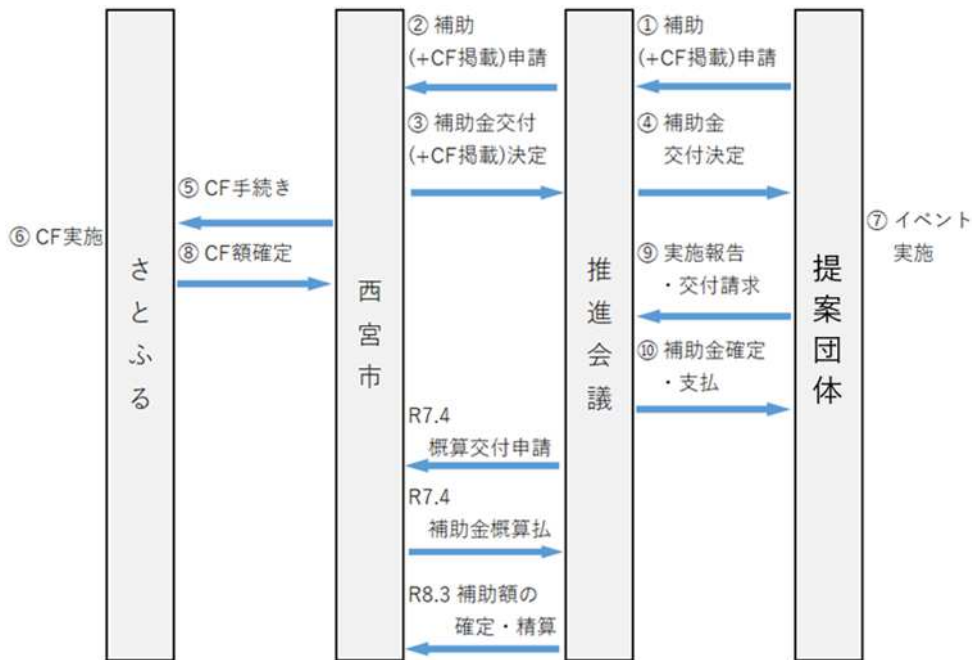 ② 補助
(+CF掲載)申請
① 補助
(+CF掲載)申請
③ 補助金交付
(+CF掲載)決定
④ 補助金
交付決定
⑤ CF手続き
⑥ CF実施
⑧ CF額確定
⑦ イベント
実施
⑨ 実施報告
・交付請求
⑩ 補助金確定
・支払
さとふる
西宮市
推進会議
提案団体
R7.4
概算交付申請
R7.4
補助金概算払
R8.3 補助額の
確定・精算